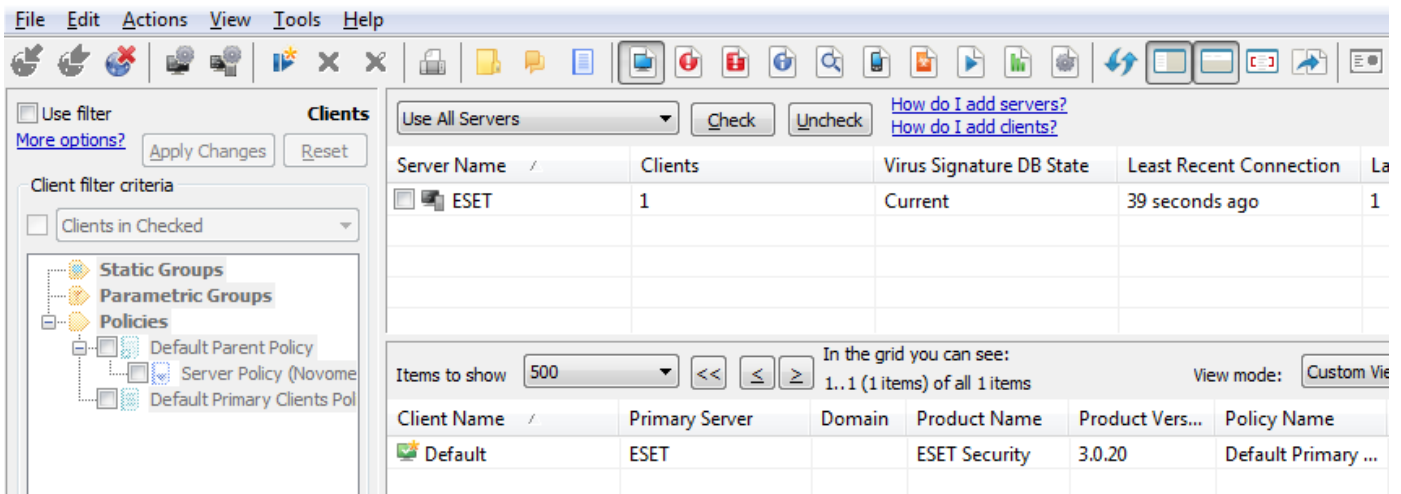 File Edit Actions View Tools Help
Use filter Clients
More options? Apply Changes Reset
Client filter criteria
Clients in Checked
Static Groups
Parametric Groups
Policies
Default Parent Policy
Server Policy (Novome
Default Primary Clients Pol
Use All Servers Check Uncheck
How do I add servers?
How do I add clients?
Server Name Clients Virus Signature DB State Least Recent Connection La
ESET 1 Current 39 seconds ago 1
Items to show 500 << < >
In the grid you can see:
1..1 (1 items) of all 1 items
View mode: Custom Vie
Client Name Primary Server Domain Product Name Product Vers... Policy Name
Default ESET ESET Security 3.0.20 Default Primary ...